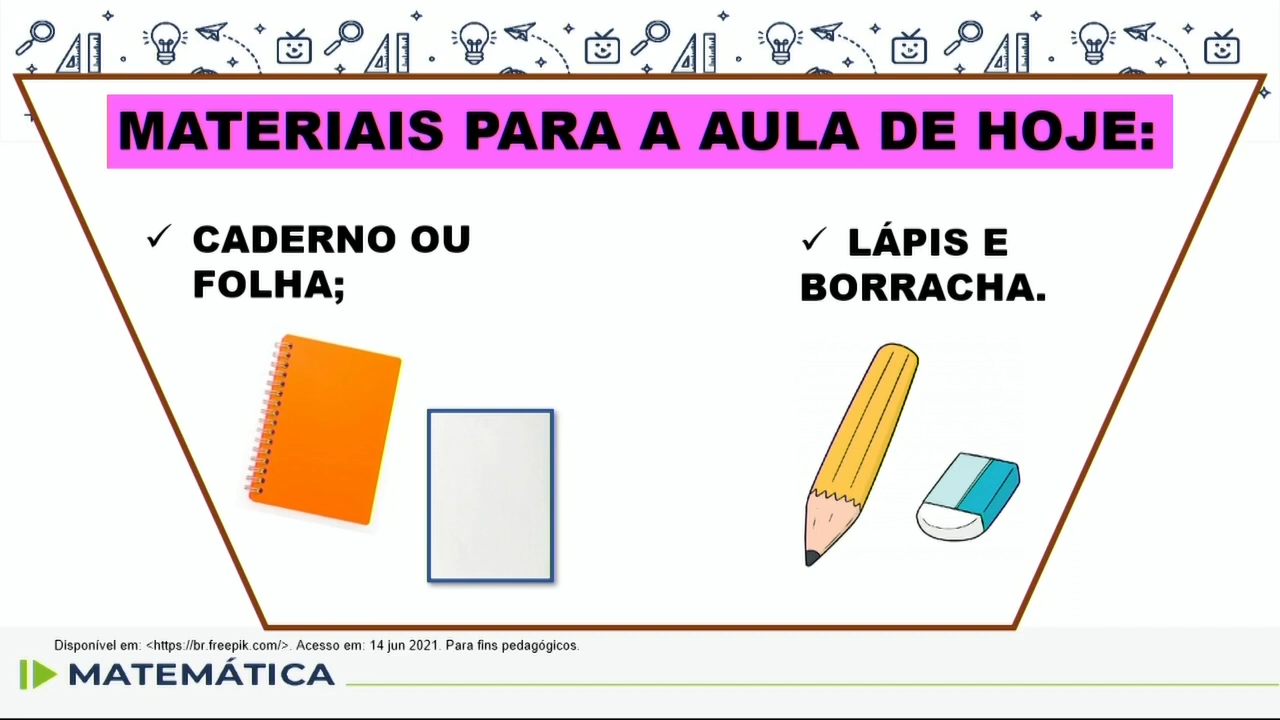 MATERIAIS PARA A AULA DE HOJE:
✓ CADERNO OU
FOLHA;
✓ LÁPIS E
BORRACHA.
Disponível em: <https://br.freepik.com/>. Acesso em: 14 jun 2021. Para fins pedagógicos.
MATEMÁTICA